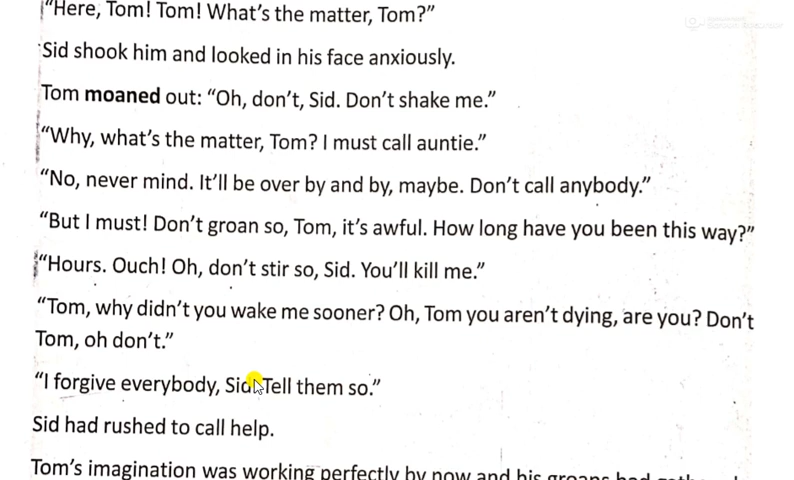 "Here, Tom! Tom! What's the matter, Tom?"
Sid shook him and looked in his face anxiously.
Tom moaned out: "Oh, don't, Sid. Don't shake me."
"Why, what's the matter, Tom? I must call auntie."
"No, never mind. It'll be over by and by, maybe. Don't call anybody."
"But I must! Don't groan so, Tom, it's awful. How long have you been this way?"
"Hours. Ouch! Oh, don't stir so, Sid. You'll kill me."
"Tom, why didn't you wake me sooner? Oh, Tom you aren't dying, are you? Don't
Tom, oh don't."
"I forgive everybody, Sid. Tell them so."
Sid had rushed to call help.
Tom's imagination was working perfectly by now and his groans had